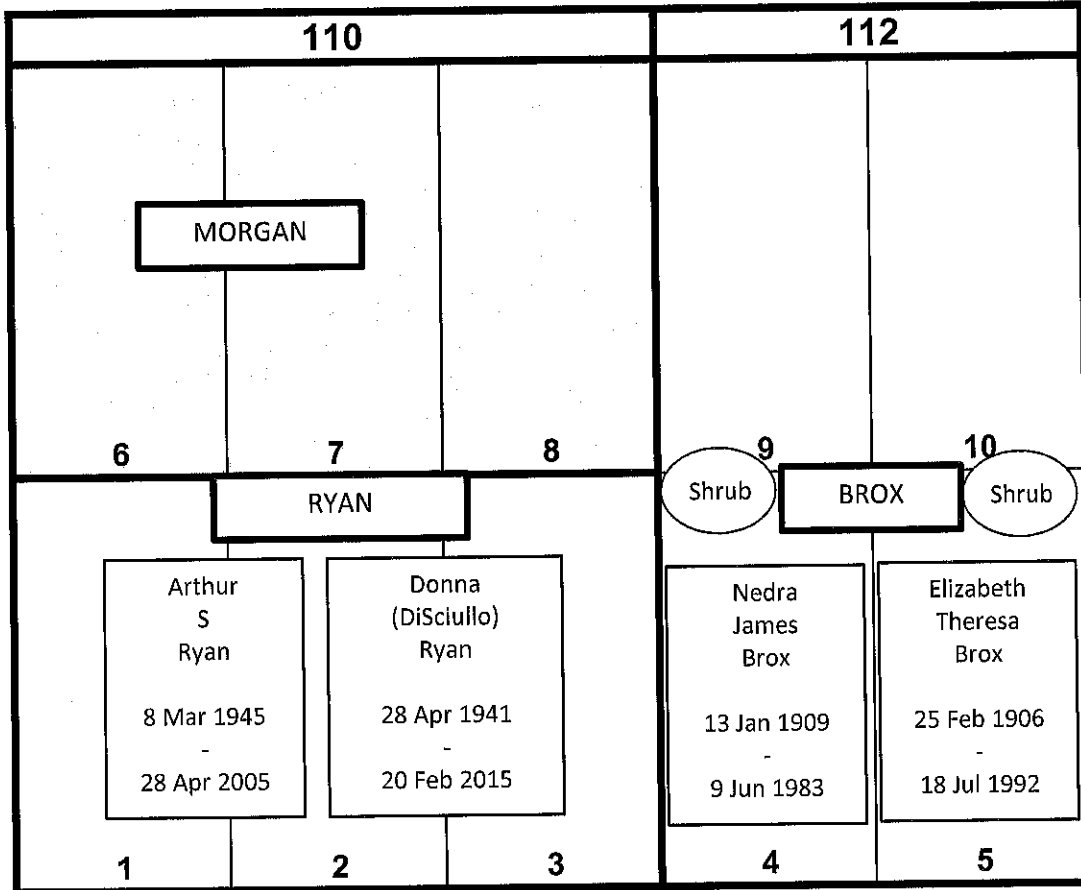 110
112
MORGAN
6
7
8
9
10
RYAN
Shrub
BROX
Shrub
Arthur
S
Ryan
8 Mar 1945
-
28 Apr 2005
Donna
(DiSciullo)
Ryan
28 Apr 1941
-
20 Feb 2015
Nedra
James
Brox
13 Jan 1909
-
9 Jun 1983
Elizabeth
Theresa
Brox
25 Feb 1906
-
18 Jul 1992
1
2
3
4
5